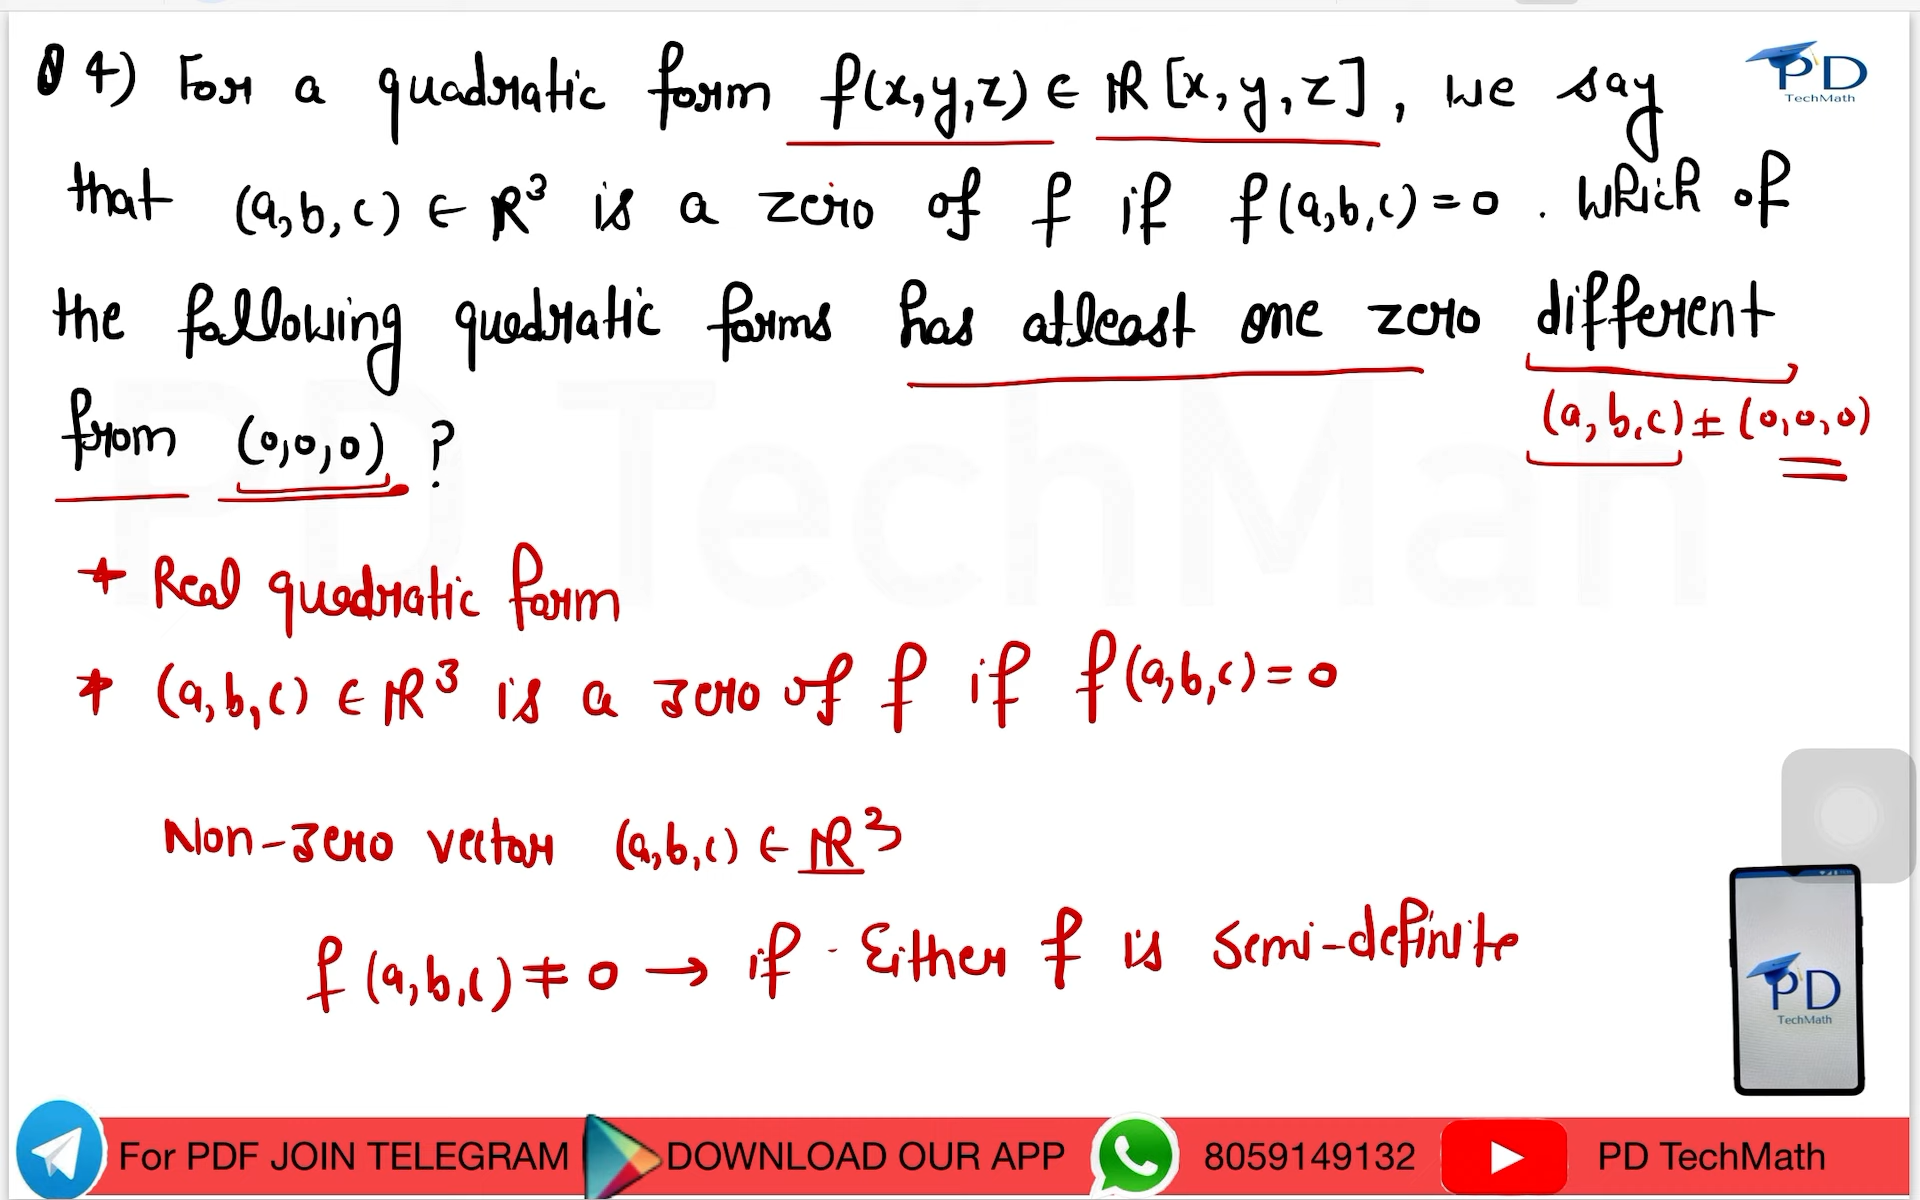 Q 4) For a quadratic form f(x,y,z) ∈ ℝ [x,y,z], we say
PD
TechMath
that (a,b,c) ∈ ℝ³ is a zero of f if f(a,b,c) = 0 . which of
the following quadratic forms has atleast one zero different
from (0,0,0) ?
(a,b,c) ≠ (0,0,0)
PD TechMath
* Real quadratic form
* (a,b,c) ∈ ℝ³ is a zero of f if f(a,b,c) = 0
Non-zero vector (a,b,c) ∈ ℝ³
f(a,b,c) ≠ 0 → if Either f is semi-definite
PD
TechMath
For PDF JOIN TELEGRAM DOWNLOAD OUR APP 8059149132 PD TechMath